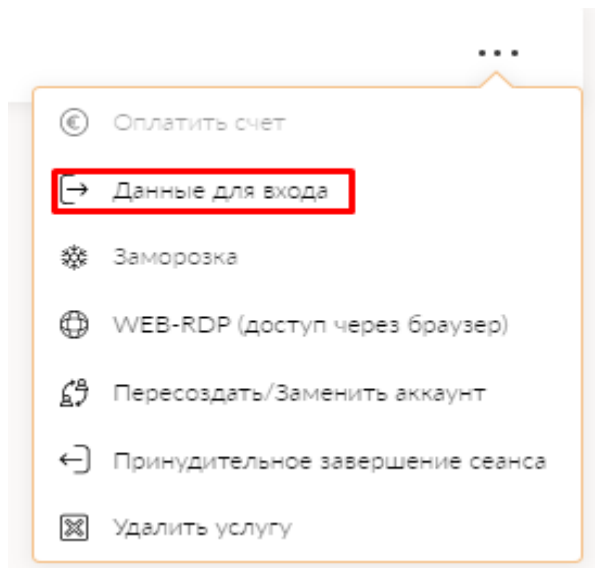 Оплатить счет
Данные для входа
Заморозка
WEB-RDP (доступ через браузер)
Пересоздать/Заменить аккаунт
Принудительное завершение сеанса
Удалить услугу